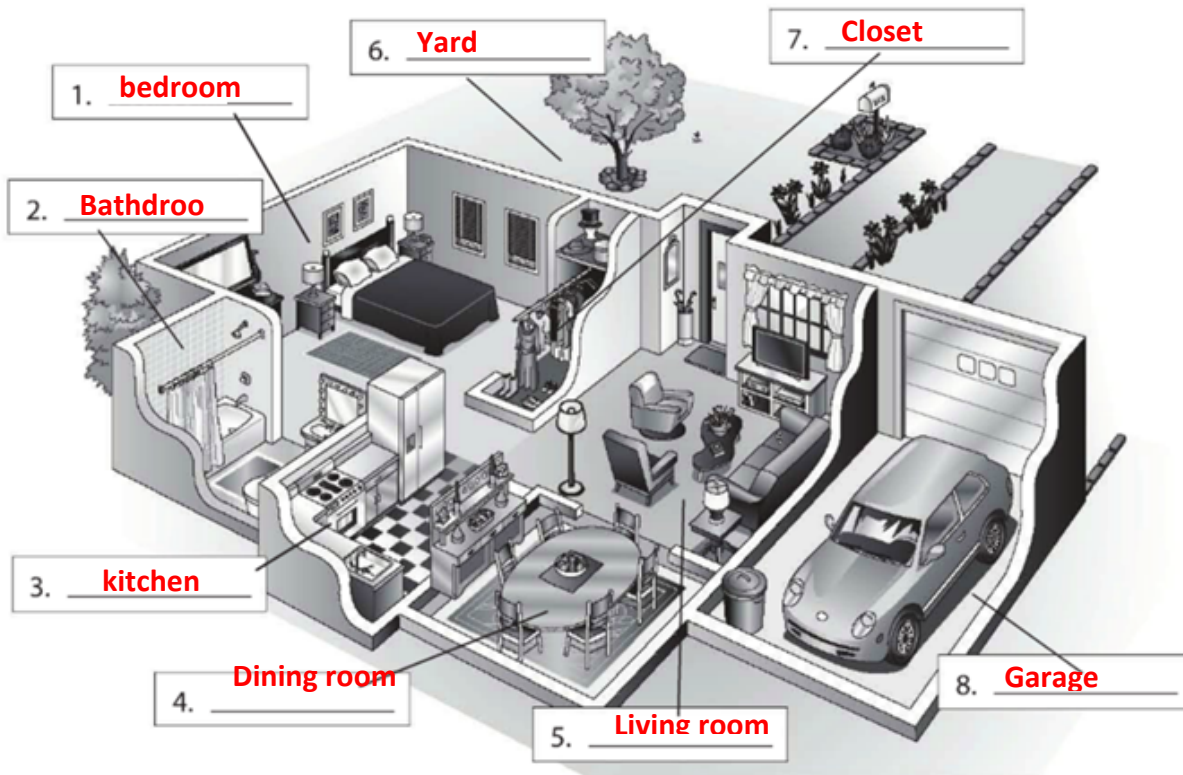 6. Yard
7. Closet
1. bedroom
2. Bathdroo
3. kitchen
4. Dining room
5. Living room
8. Garage